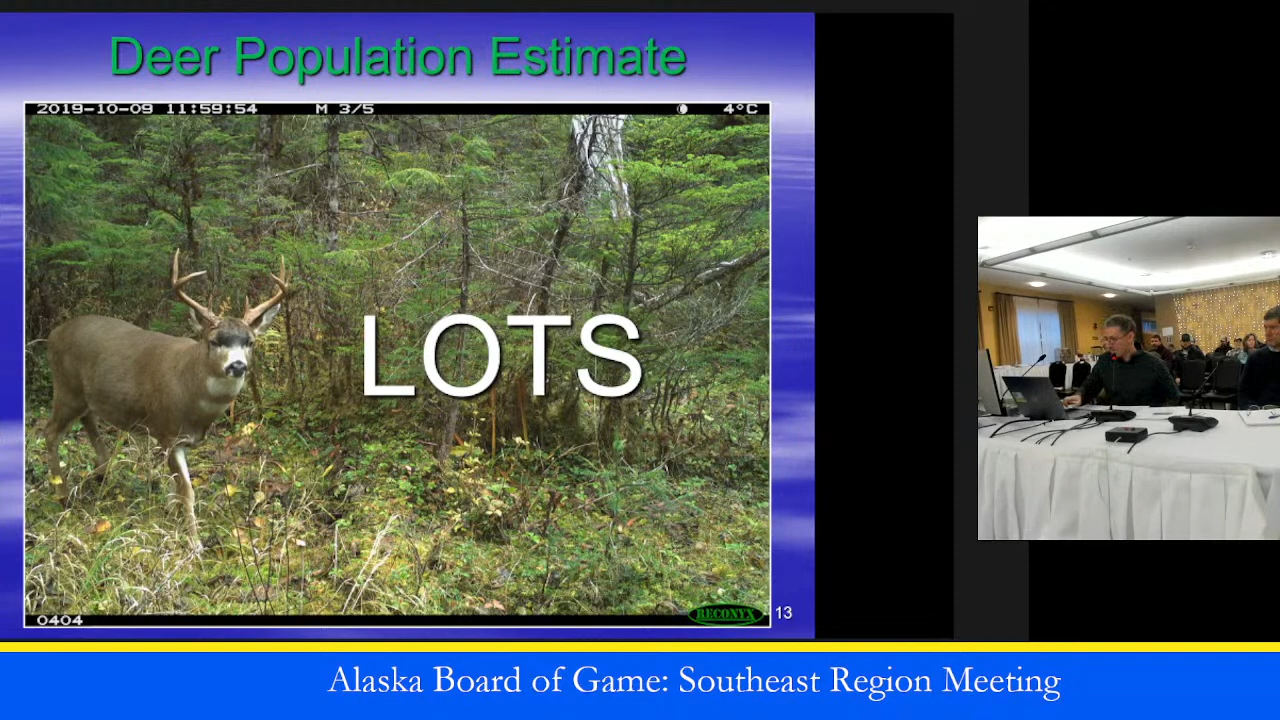 Deer Population Estimate
2019-10-09 11:59:54 M 3/5 4°C
LOTS
0404 RECONYX
13
Alaska Board of Game: Southeast Region Meeting